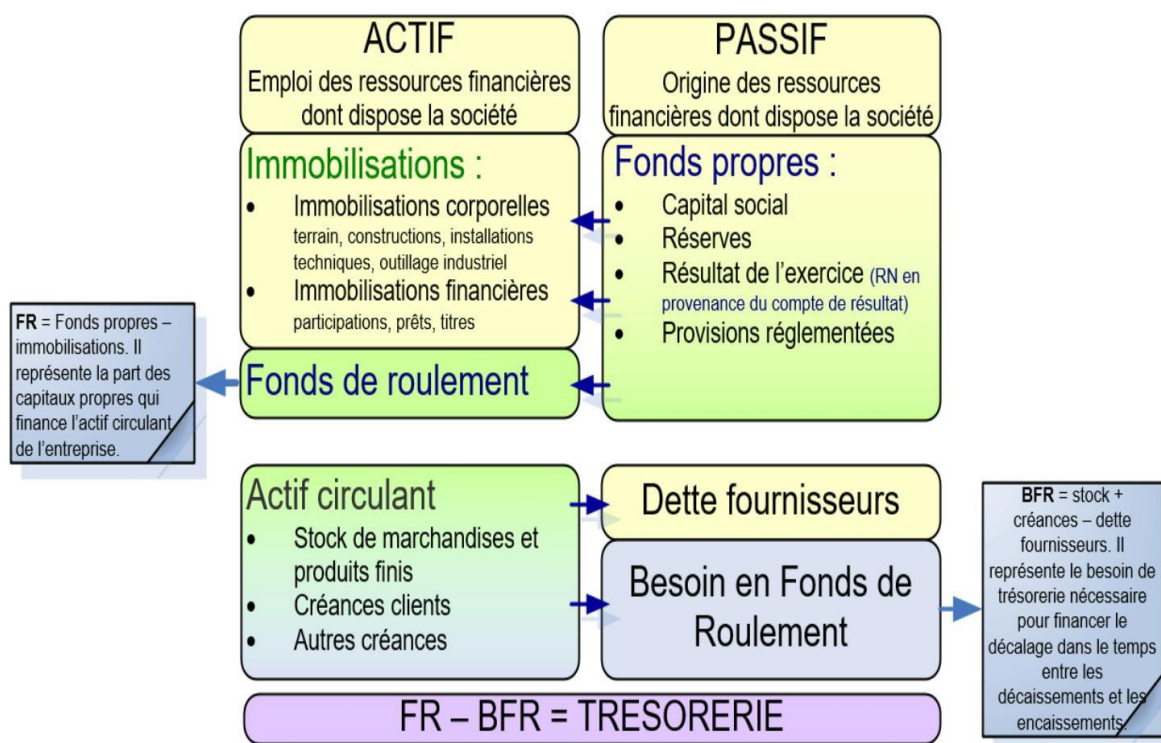 ACTIF
Emploi des ressources financières
dont dispose la société
PASSIF
Origine des ressources
financières dont dispose la société
Immobilisations :
• Immobilisations corporelles
terrain, constructions, installations
techniques, outillage industriel
• Immobilisations financières
participations, prêts, titres
Fonds propres :
• Capital social
• Réserves
• Résultat de l’exercice (RN en
provenance du compte de résultat)
• Provisions réglementées
FR = Fonds propres –
immobilisations. Il
représente la part des
capitaux propres qui
finance l’actif circulant
de l’entreprise.
Fonds de roulement
Actif circulant
• Stock de marchandises et
produits finis
• Créances clients
• Autres créances
Dette fournisseurs
Besoin en Fonds de
Roulement
BFR = stock +
créances – dette
fournisseurs. Il
représente le besoin de
trésorerie nécessaire
pour financer le
décalage dans le temps
entre les
décaissements et les
encaissements.
FR – BFR = TRESORERIE